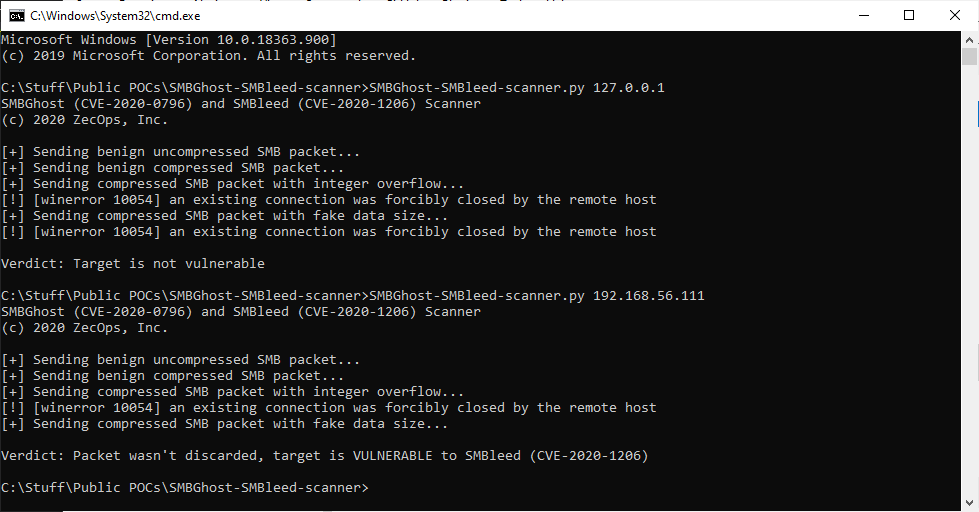 C:\Windows\System32\cmd.exe
Microsoft Windows [Version 10.0.18363.900]
(c) 2019 Microsoft Corporation. All rights reserved.
C:\Stuff\Public POCs\SMBGhost-SMBleed-scanner>SMBGhost-SMBleed-scanner.py 127.0.0.1
SMBGhost (CVE-2020-0796) and SMBleed (CVE-2020-1206) Scanner
(c) 2020 ZecOps, Inc.
[+] Sending benign uncompressed SMB packet...
[+] Sending benign compressed SMB packet...
[+] Sending compressed SMB packet with integer overflow...
[!] [winerror 10054] an existing connection was forcibly closed by the remote host
[+] Sending compressed SMB packet with fake data size...
[!] [winerror 10054] an existing connection was forcibly closed by the remote host
Verdict: Target is not vulnerable
C:\Stuff\Public POCs\SMBGhost-SMBleed-scanner>SMBGhost-SMBleed-scanner.py 192.168.56.111
SMBGhost (CVE-2020-0796) and SMBleed (CVE-2020-1206) Scanner
(c) 2020 ZecOps, Inc.
[+] Sending benign uncompressed SMB packet...
[+] Sending benign compressed SMB packet...
[+] Sending compressed SMB packet with integer overflow...
[!] [winerror 10054] an existing connection was forcibly closed by the remote host
[+] Sending compressed SMB packet with fake data size...
Verdict: Packet wasn't discarded, target is VULNERABLE to SMBleed (CVE-2020-1206)
C:\Stuff\Public POCs\SMBGhost-SMBleed-scanner>